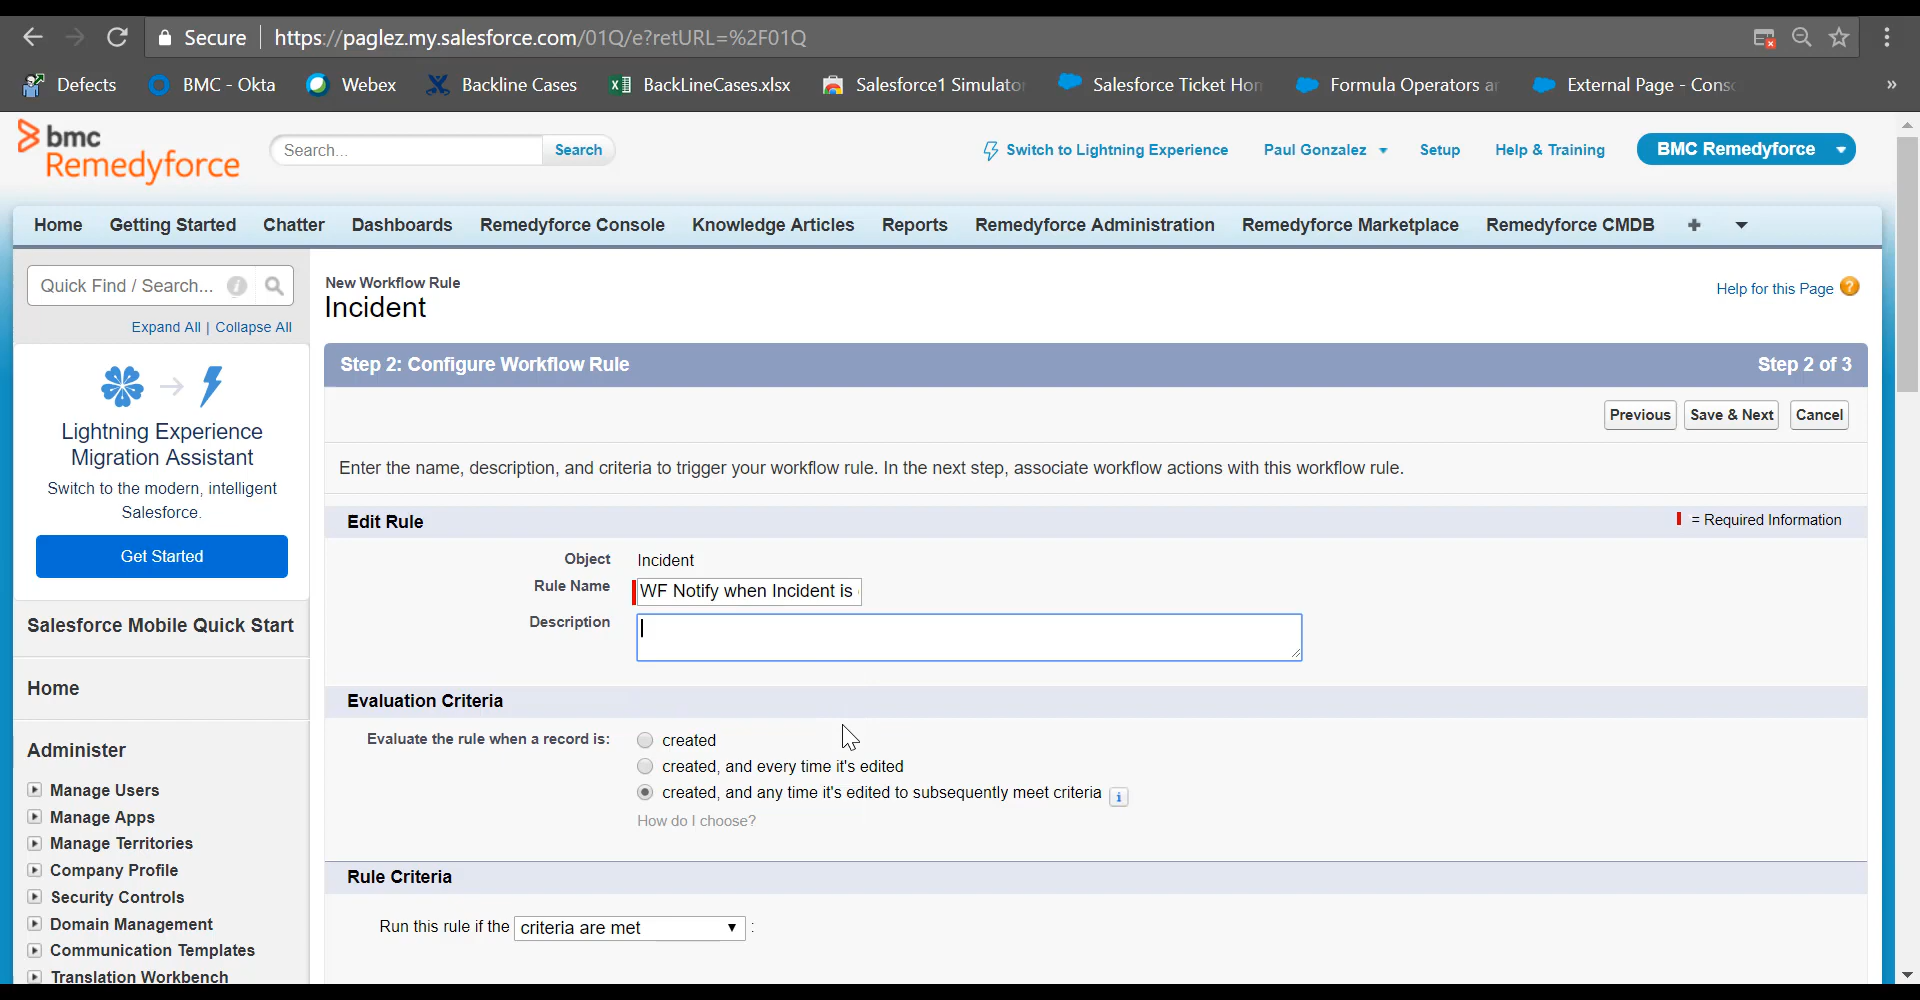 Secure https://paglez.my.salesforce.com/01Q/e?retURL=%2F01Q
Defects BMC - Okta Webex Backline Cases BackLineCases.xlsx Salesforce1 Simulator Salesforce Ticket Hom Formula Operators ar External Page - Conso »
bmc
Remedyforce
Search... Search
Switch to Lightning Experience Paul Gonzalez Setup Help & Training BMC Remedyforce
Home Getting Started Chatter Dashboards Remedyforce Console Knowledge Articles Reports Remedyforce Administration Remedyforce Marketplace Remedyforce CMDB +
Quick Find / Search...
Expand All | Collapse All
Lightning Experience
Migration Assistant
Switch to the modern, intelligent
Salesforce.
Get Started
Salesforce Mobile Quick Start
Home
Administer
Manage Users
Manage Apps
Manage Territories
Company Profile
Security Controls
Domain Management
Communication Templates
Translation Workbench
New Workflow Rule
Incident
Help for this Page ?
Step 2: Configure Workflow Rule Step 2 of 3
Previous Save & Next Cancel
Enter the name, description, and criteria to trigger your workflow rule. In the next step, associate workflow actions with this workflow rule.
Edit Rule = Required Information
Object Incident
Rule Name WF Notify when Incident is
Description
Evaluation Criteria
Evaluate the rule when a record is: created
created, and every time it's edited
created, and any time it's edited to subsequently meet criteria i
How do I choose?
Rule Criteria
Run this rule if the criteria are met :